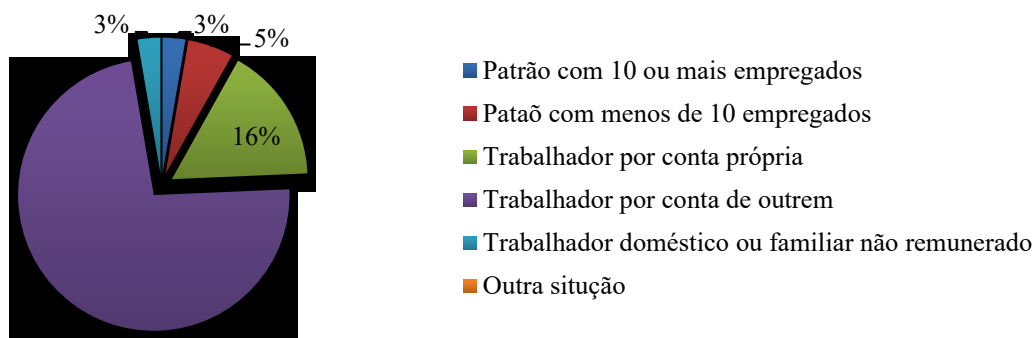 3%
3%
5%
16%
Patrão com 10 ou mais empregados
Pataõ com menos de 10 empregados
Trabalhador por conta própria
Trabalhador por conta de outrem
Trabalhador doméstico ou familiar não remunerado
Outra situção